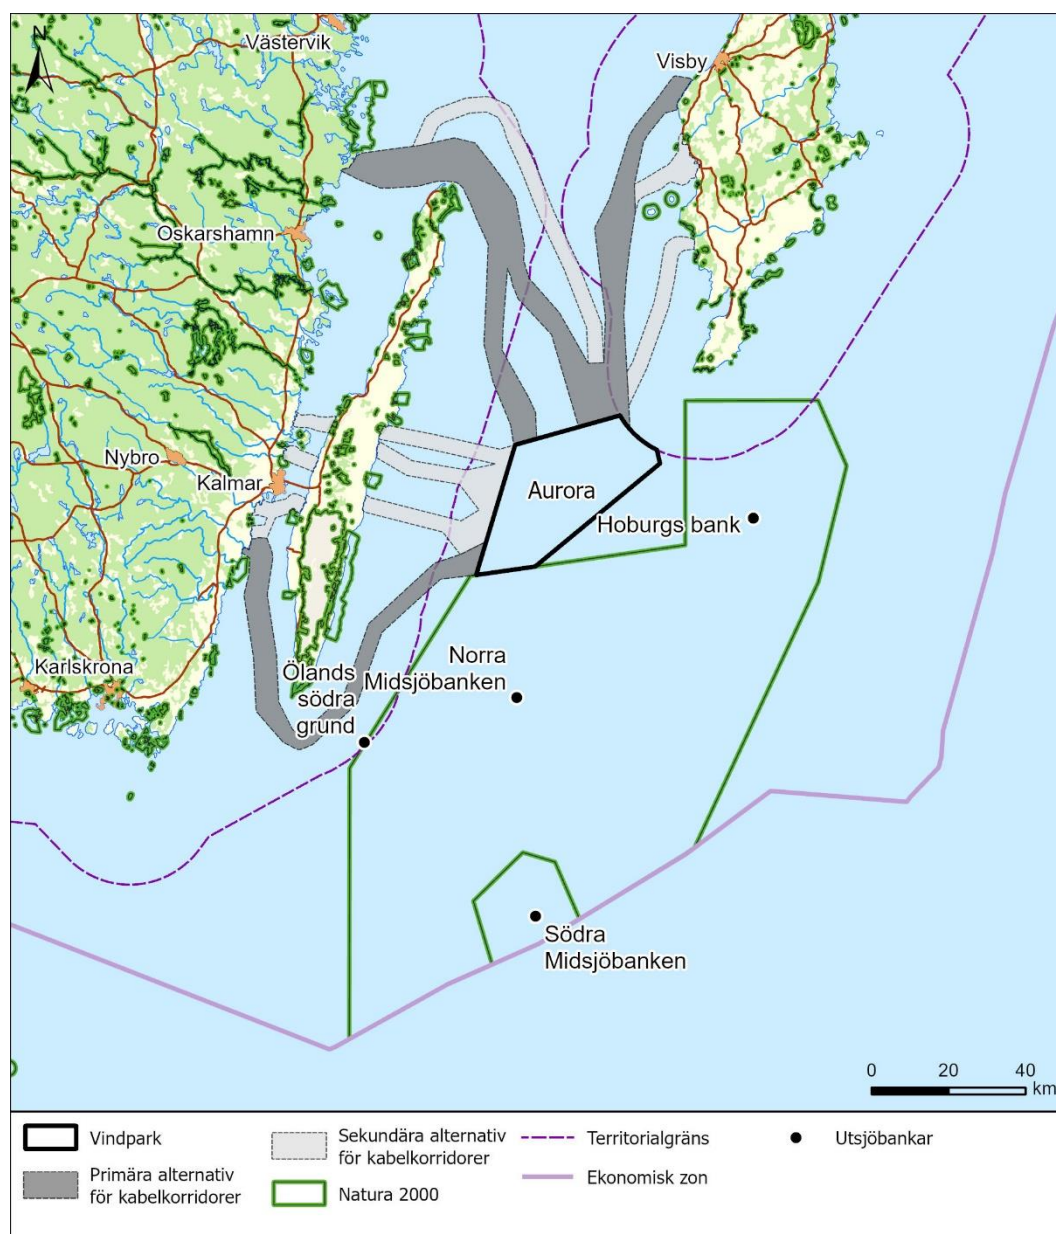 N
Västervik
Visby
Oskarshamn
Nybro
Kalmar
Aurora
Hoburgs bank
Karlskrona
Norra
Midsjöbanken
Ölands
södra
grund
Södra
Midsjöbanken
0 20 40
km
Vindpark
Primära alternativ
för kabelkorridorer
Sekundära alternativ
för kabelkorridorer
Natura 2000
Territorialgräns
Ekonomisk zon
Utsjöbankar